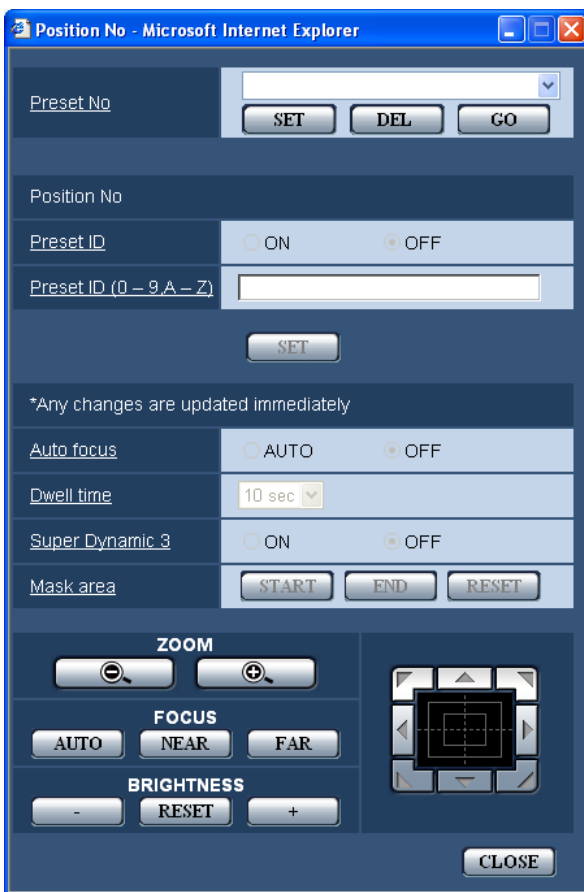 Position No - Microsoft Internet Explorer
Preset No
SET DEL GO
Position No
Preset ID ON OFF
Preset ID (0 – 9,A – Z)
SET
*Any changes are updated immediately
Auto focus AUTO OFF
Dwell time 10 sec
Super Dynamic 3 ON OFF
Mask area START END RESET
ZOOM
FOCUS
AUTO NEAR FAR
BRIGHTNESS
- RESET +
CLOSE